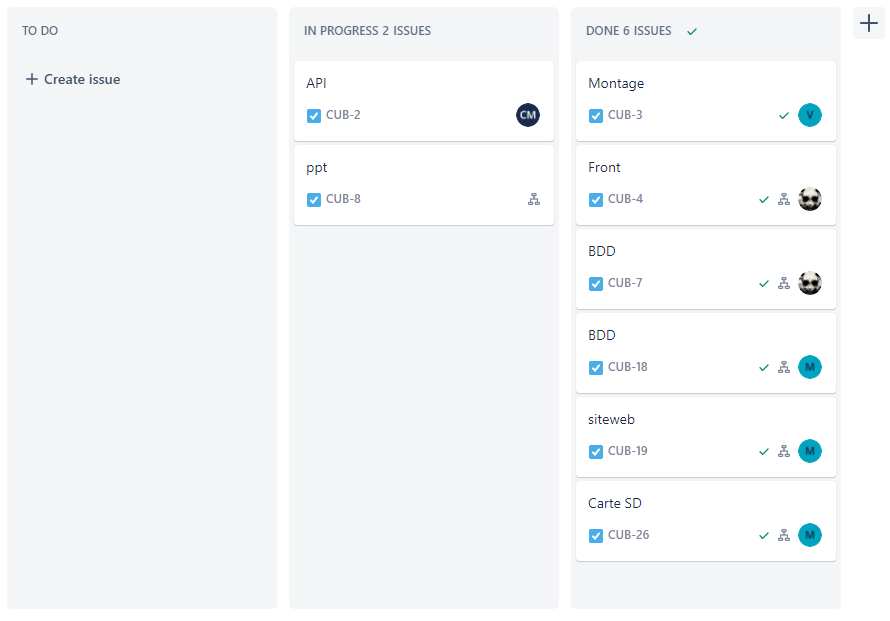 TO DO
+ Create issue
IN PROGRESS 2 ISSUES
API
CUB-2
CM
ppt
CUB-8
DONE 6 ISSUES
Montage
CUB-3
V
Front
CUB-4
BDD
CUB-7
BDD
CUB-18
M
siteweb
CUB-19
M
Carte SD
CUB-26
M